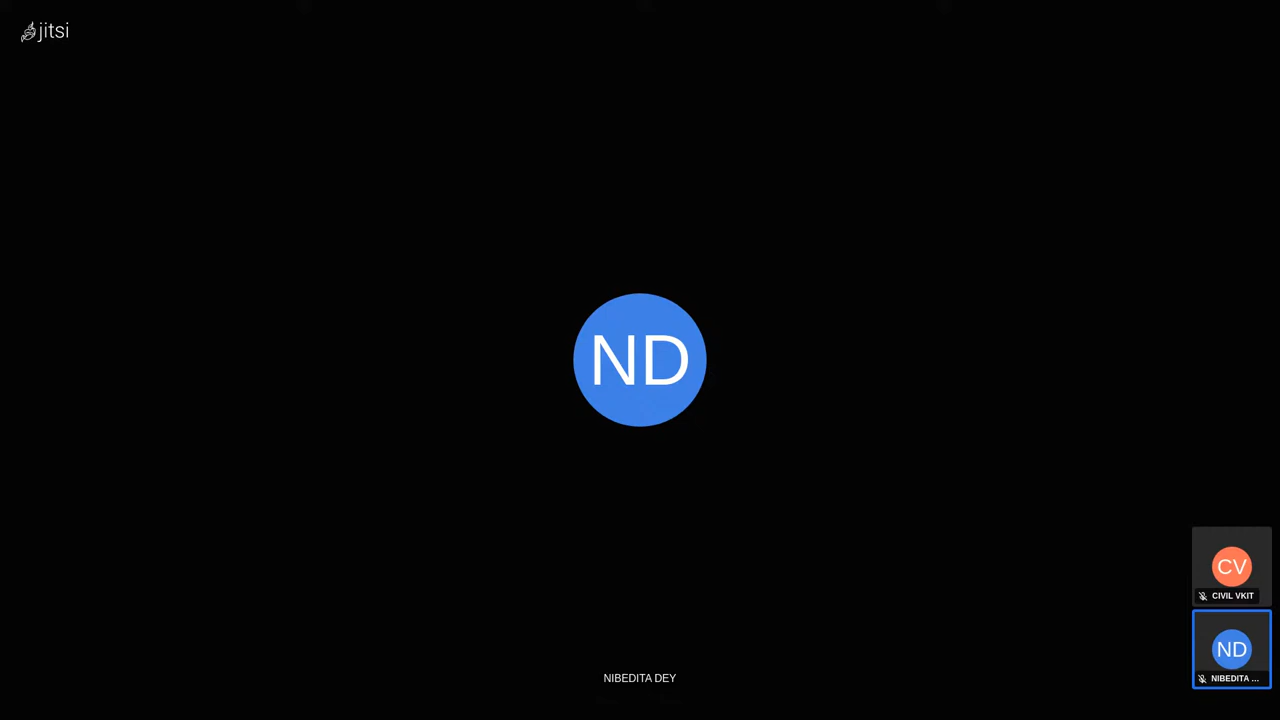 jitsi
ND
CV
CIVIL VKIT
ND
NIBEDITA ...
NIBEDITA DEY